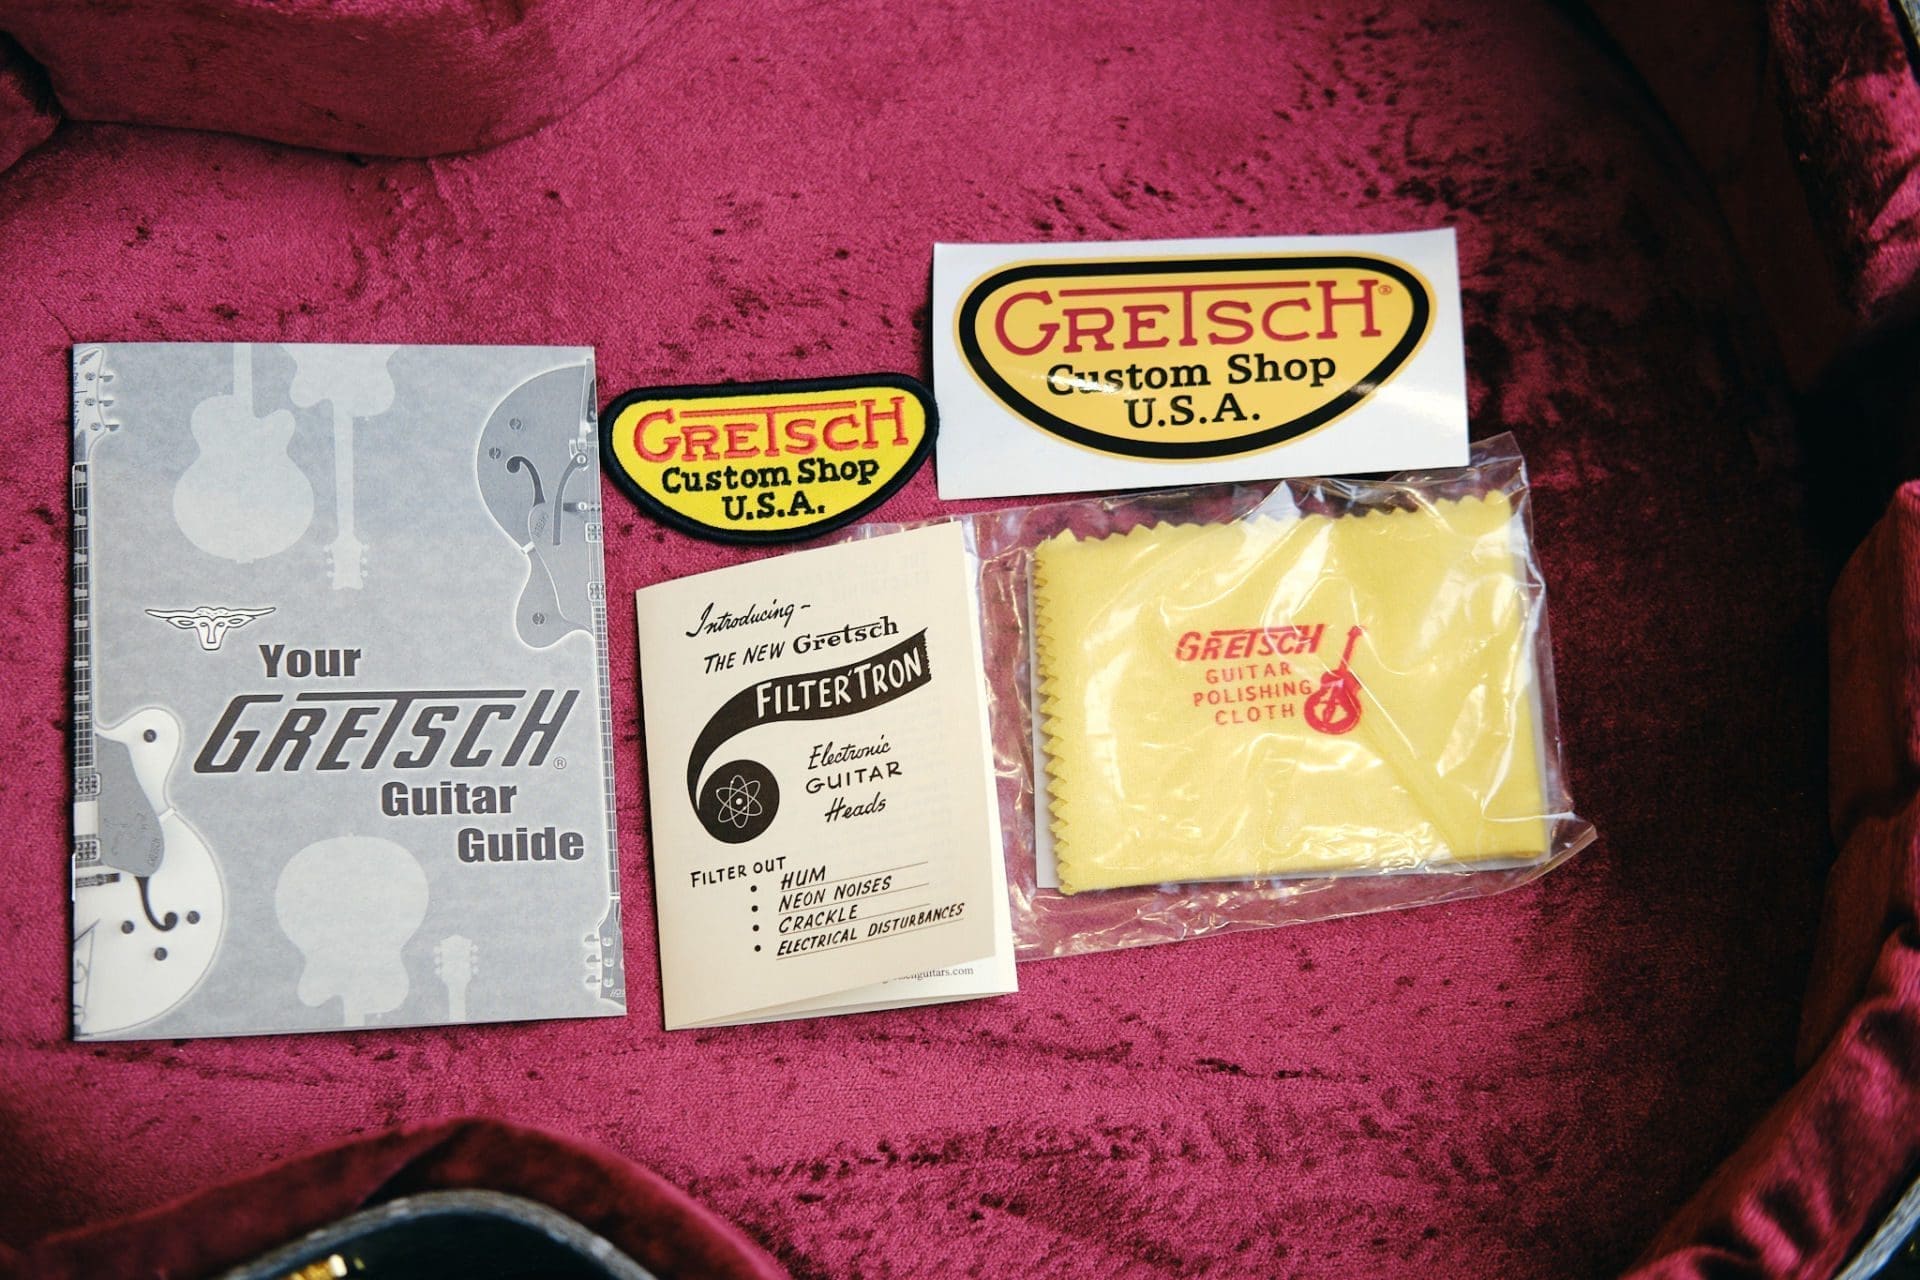 Your
GRETSCH®
Guitar
Guide
GRETSCH
Custom Shop
U.S.A.
GRETSCH®
Custom Shop
U.S.A.
Introducing-
THE NEW Gretsch
FILTER'TRON
Electronic
GUITAR
Heads
FILTER OUT
• HUM
• NEON NOISES
• CRACKLE
• ELECTRICAL DISTURBANCES
GRETSCH
GUITAR
POLISHING
CLOTH